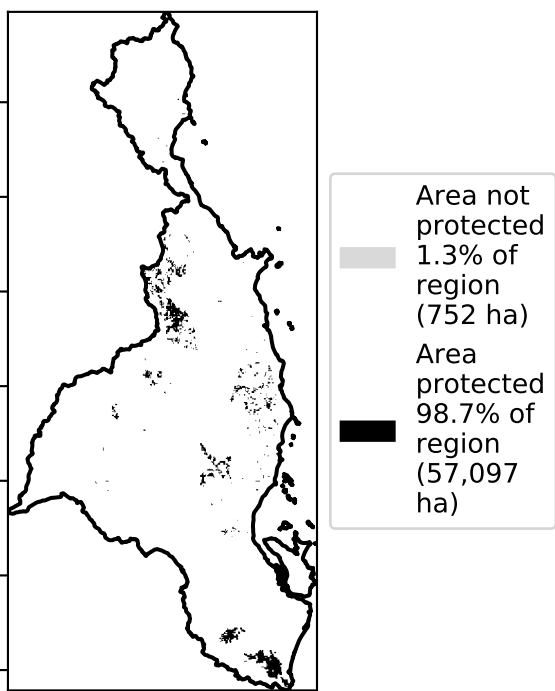 Area not
protected
1.3% of
region
(752 ha)
Area
protected
98.7% of
region
(57,097
ha)